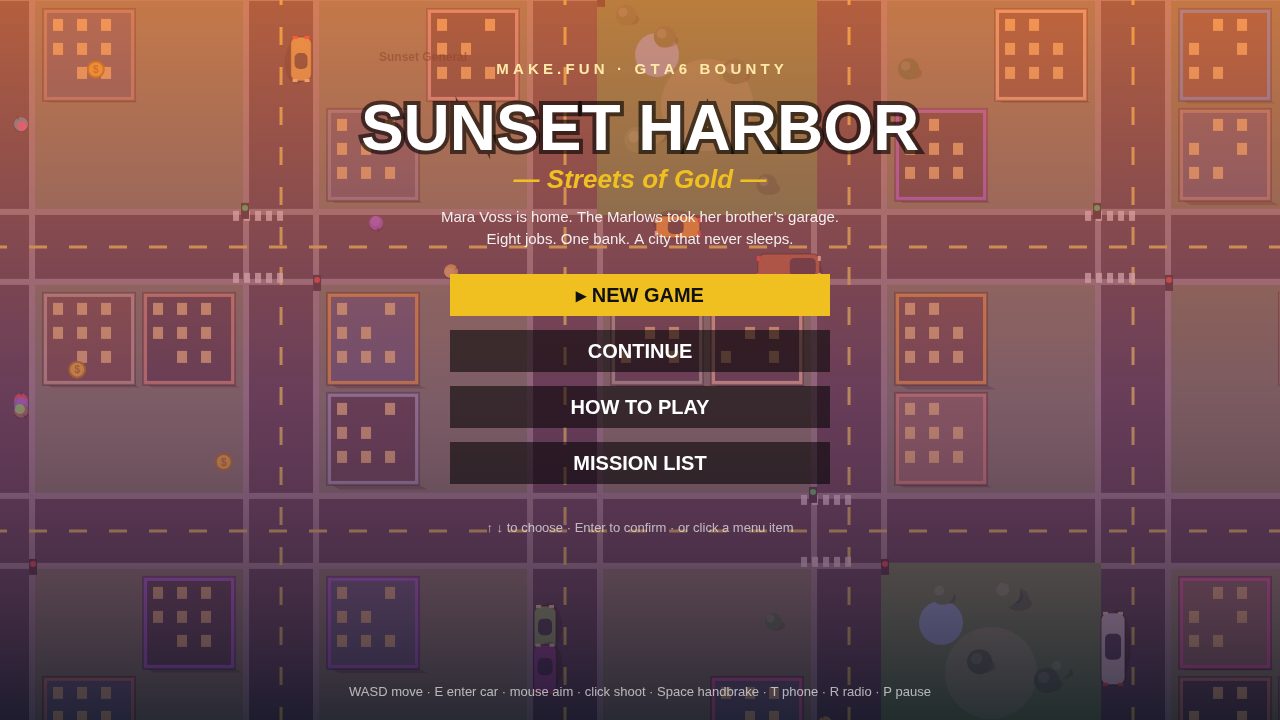 Sunset General
MAKE.FUN · GTA6 BOUNTY
SUNSET HARBOR
— Streets of Gold —
Mara Voss is home. The Marlows took her brother's garage.
Eight jobs. One bank. A city that never sleeps.
▸ NEW GAME
CONTINUE
HOW TO PLAY
MISSION LIST
↑ ↓ to choose · Enter to confirm · or click a menu item
WASD move · E enter car · mouse aim · click shoot · Space handbrake · T phone · R radio · P pause
$
$
$